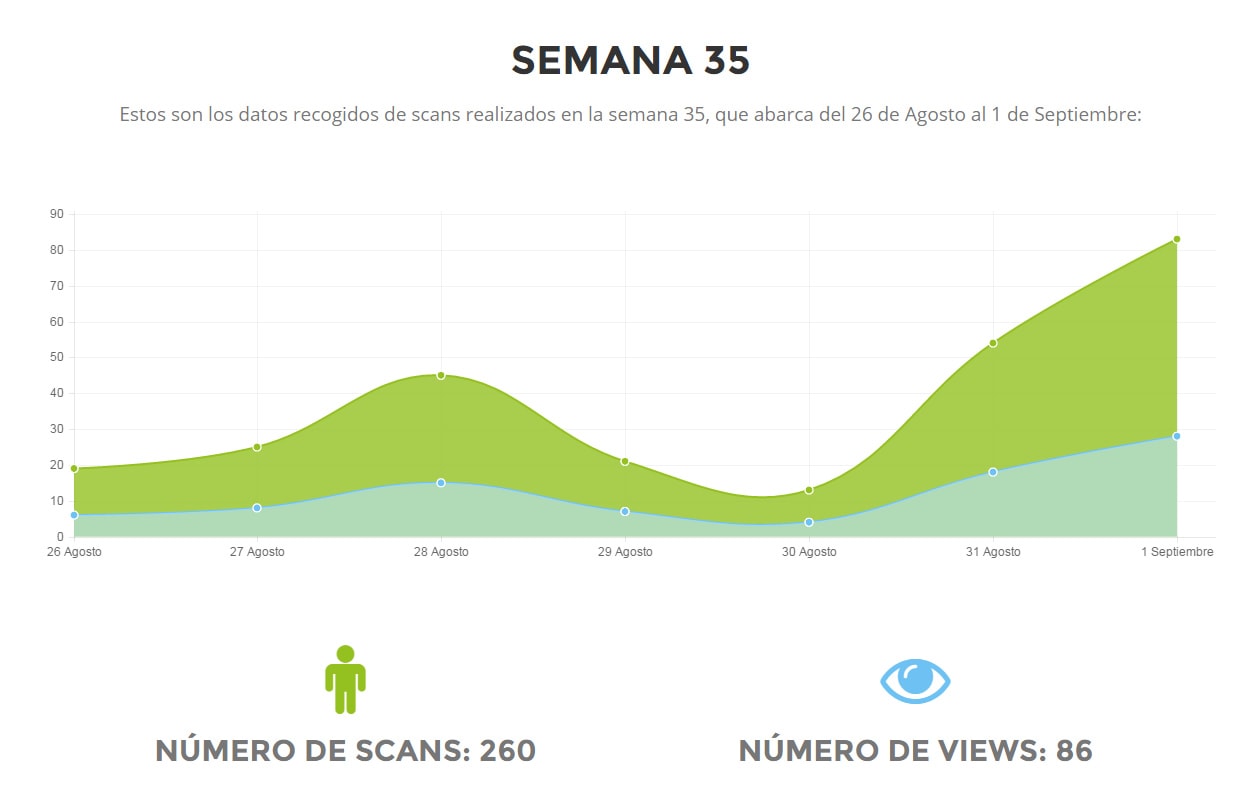 SEMANA 35
Estos son los datos recogidos de scans realizados en la semana 35, que abarca del 26 de Agosto al 1 de Septiembre:
90
80
70
60
50
40
30
20
10
0
26 Agosto 27 Agosto 28 Agosto 29 Agosto 30 Agosto 31 Agosto 1 Septiembre
NÚMERO DE SCANS: 260 NÚMERO DE VIEWS: 86